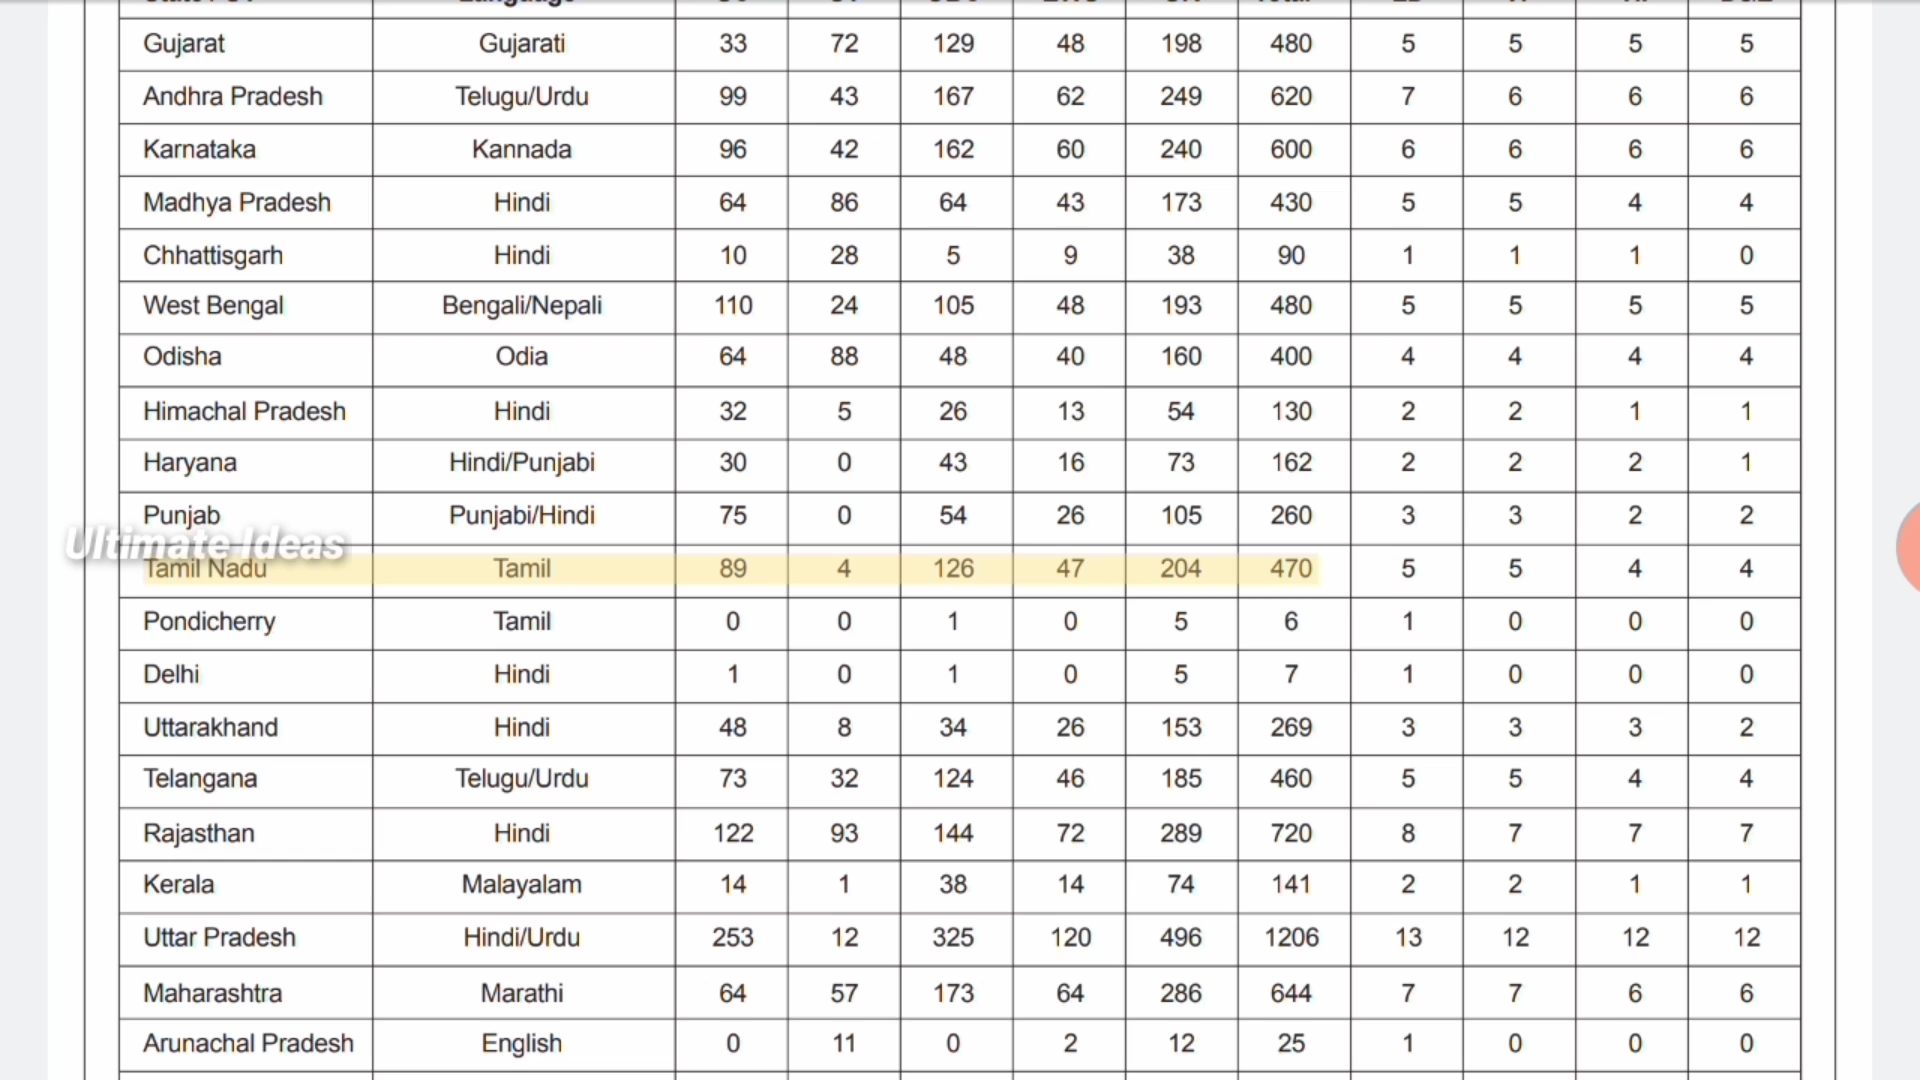 Gujarat Gujarati 33 72 129 48 198 480 5 5 5 5
Andhra Pradesh Telugu/Urdu 99 43 167 62 249 620 7 6 6 6
Karnataka Kannada 96 42 162 60 240 600 6 6 6 6
Madhya Pradesh Hindi 64 86 64 43 173 430 5 5 4 4
Chhattisgarh Hindi 10 28 5 9 38 90 1 1 1 0
West Bengal Bengali/Nepali 110 24 105 48 193 480 5 5 5 5
Odisha Odia 64 88 48 40 160 400 4 4 4 4
Himachal Pradesh Hindi 32 5 26 13 54 130 2 2 1 1
Haryana Hindi/Punjabi 30 0 43 16 73 162 2 2 2 1
Punjab Punjabi/Hindi 75 0 54 26 105 260 3 3 2 2
Ultimate Ideas
Tamil Nadu Tamil 89 4 126 47 204 470 5 5 4 4
Pondicherry Tamil 0 0 1 0 5 6 1 0 0 0
Delhi Hindi 1 0 1 0 5 7 1 0 0 0
Uttarakhand Hindi 48 8 34 26 153 269 3 3 3 2
Telangana Telugu/Urdu 73 32 124 46 185 460 5 5 4 4
Rajasthan Hindi 122 93 144 72 289 720 8 7 7 7
Kerala Malayalam 14 1 38 14 74 141 2 2 1 1
Uttar Pradesh Hindi/Urdu 253 12 325 120 496 1206 13 12 12 12
Maharashtra Marathi 64 57 173 64 286 644 7 7 6 6
Arunachal Pradesh English 0 11 0 2 12 25 1 0 0 0